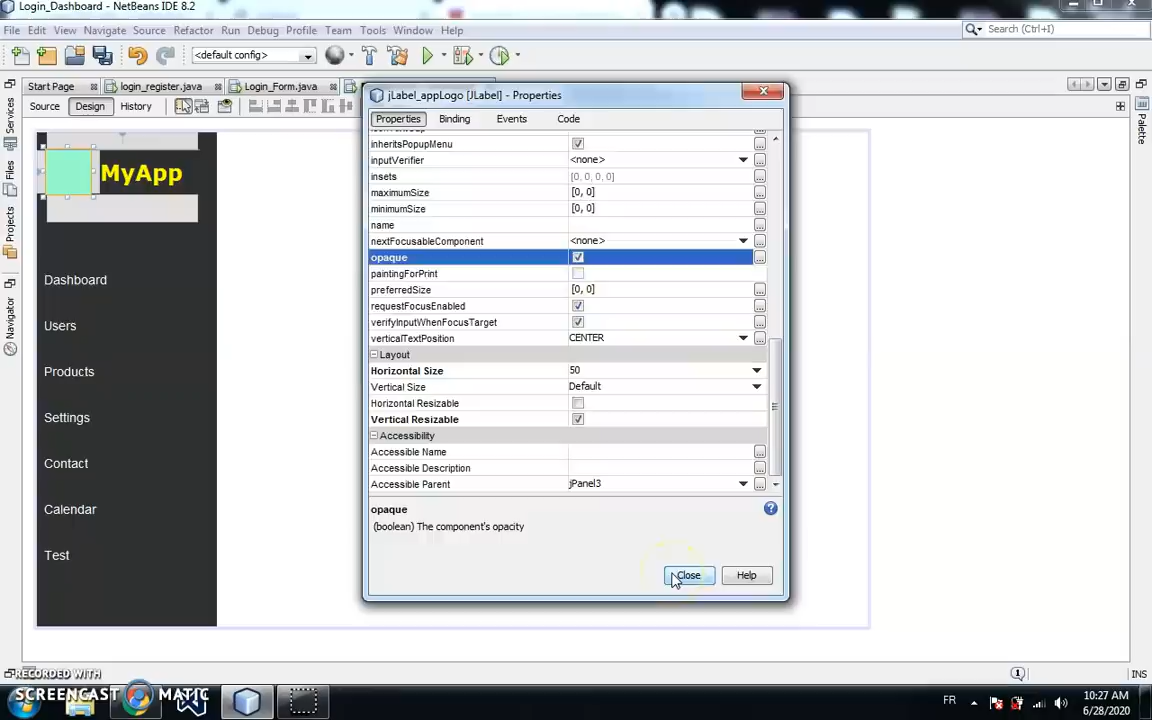 Login_Dashboard - NetBeans IDE 8.2
File Edit View Navigate Source Refactor Run Debug Profile Team Tools Window Help
Search (Ctrl+I)
<default config>
Start Page login_register.java Login_Form.java
Source Design History
Services
Files
Projects
Navigator
Palette
MyApp
Dashboard
Users
Products
Settings
Contact
Calendar
Test
jLabel_appLogo [JLabel] - Properties
Properties Binding Events Code
inheritsPopupMenu
inputVerifier <none>
insets [0, 0, 0, 0]
maximumSize [0, 0]
minimumSize [0, 0]
name
nextFocusableComponent <none>
opaque
paintingForPrint
preferredSize [0, 0]
requestFocusEnabled
verifyInputWhenFocusTarget
verticalTextPosition CENTER
Layout
Horizontal Size 50
Vertical Size Default
Horizontal Resizable
Vertical Resizable
Accessibility
Accessible Name
Accessible Description
Accessible Parent jPanel3
opaque
(boolean) The component's opacity
Close Help
1 INS
RECORDED WITH
SCREENCAST MATIC
FR
10:27 AM
6/28/2020